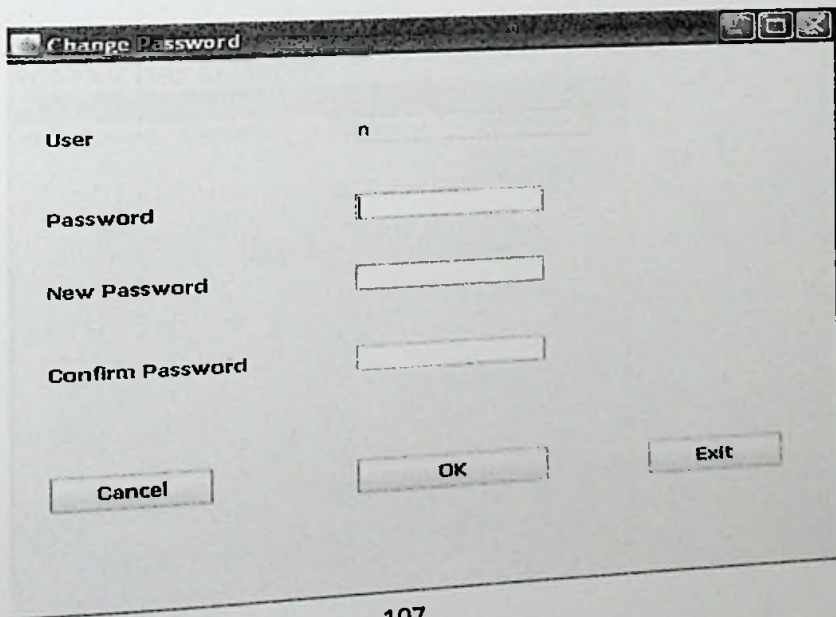 Change Password
User n
Password
New Password
Confirm Password
Cancel OK Exit
107